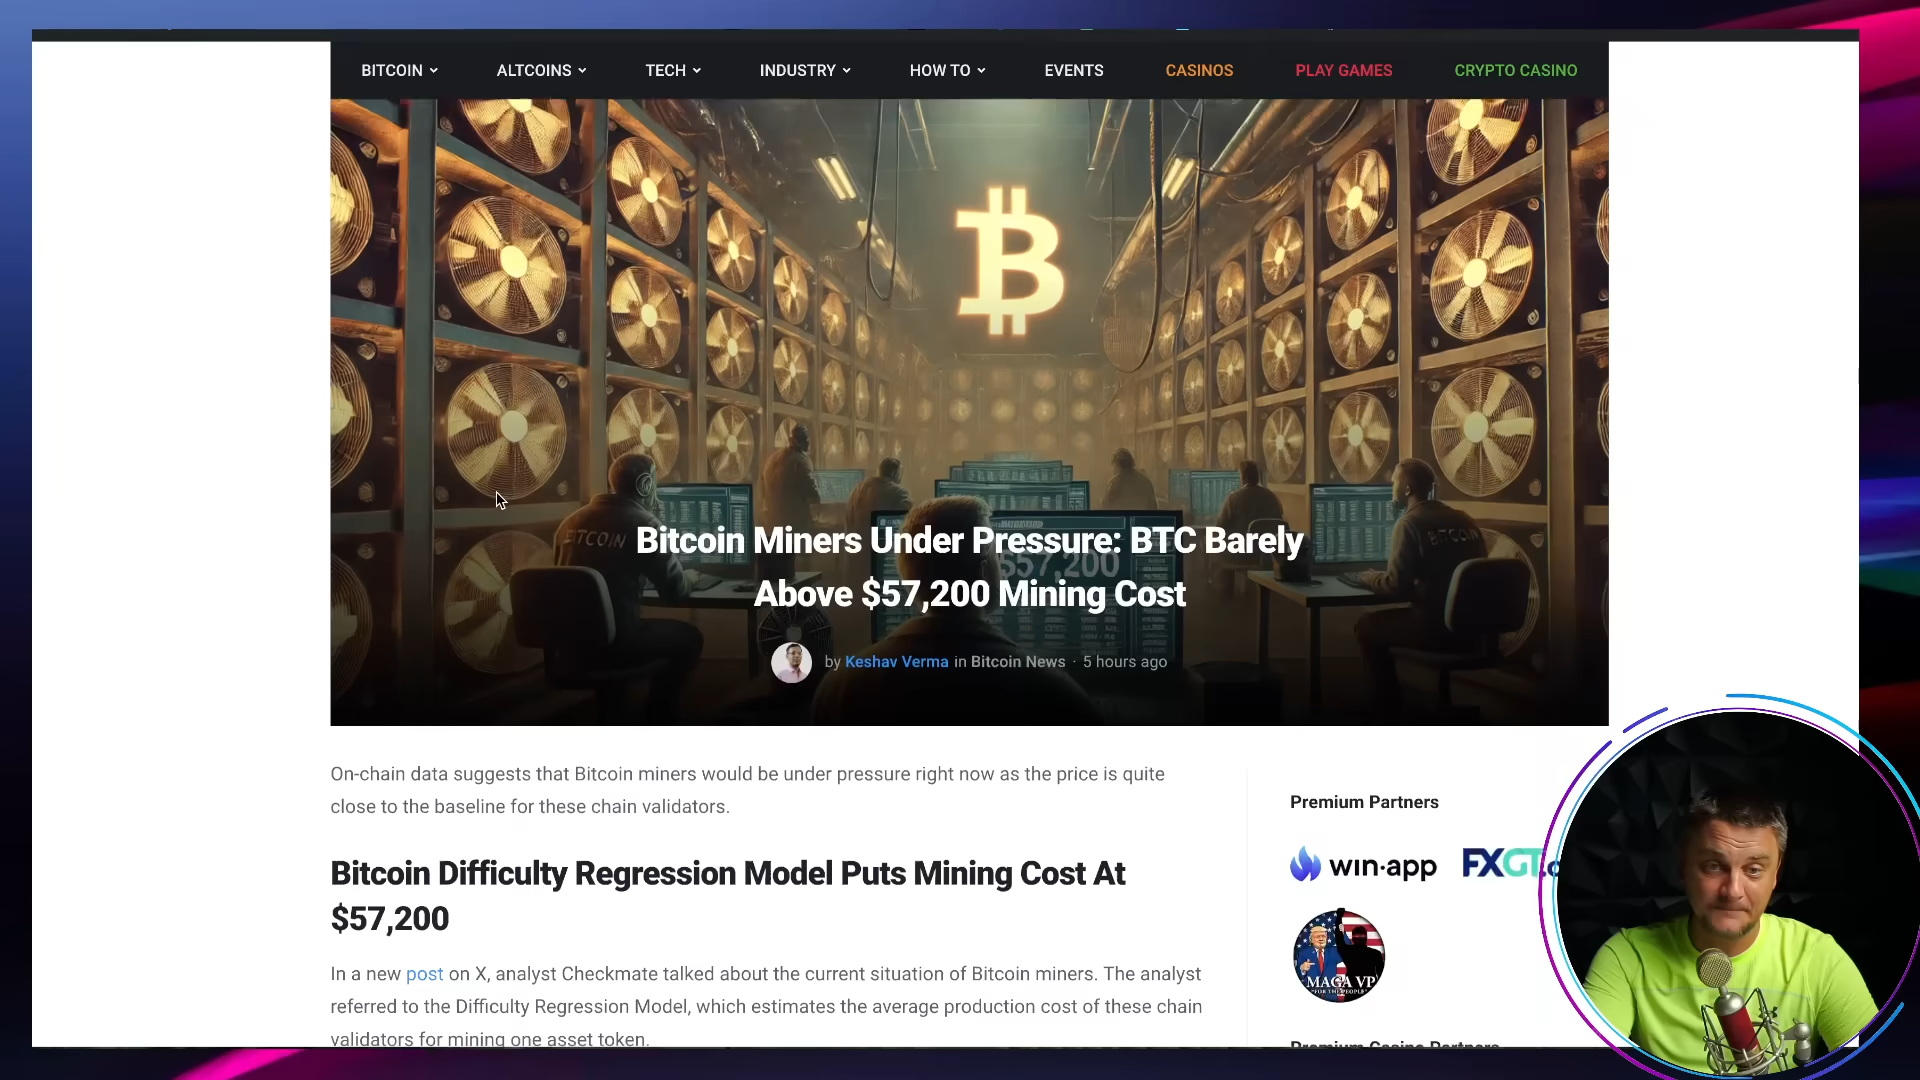 BITCOIN ALTCOINS TECH INDUSTRY HOW TO EVENTS CASINOS PLAY GAMES CRYPTO CASINO
BITCOIN
$57,200
Bitcoin Miners Under Pressure: BTC Barely
Above $57,200 Mining Cost
by Keshav Verma in Bitcoin News · 5 hours ago
On-chain data suggests that Bitcoin miners would be under pressure right now as the price is quite
close to the baseline for these chain validators.
Bitcoin Difficulty Regression Model Puts Mining Cost At
$57,200
In a new post on X, analyst Checkmate talked about the current situation of Bitcoin miners. The analyst
referred to the Difficulty Regression Model, which estimates the average production cost of these chain
validators for mining one asset token.
Premium Partners
win·app
FXGT
MAGA VP
"FOR THE PEOPLE"
Premium Casino Partners